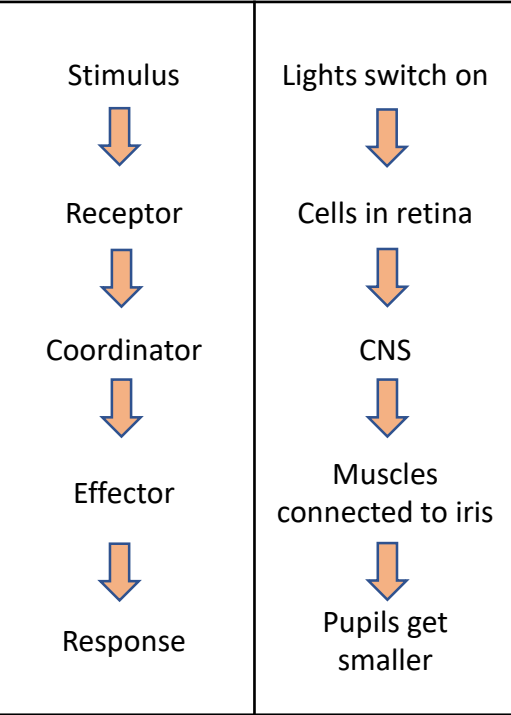 Stimulus
Receptor
Coordinator
Effector
Response
Lights switch on
Cells in retina
CNS
Muscles
connected to iris
Pupils get
smaller